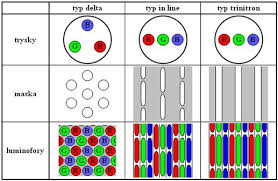 typ delta typ in line typ trinitron
trysky
B
G R
R G B
R G B
maska
luminofory
R B G R
G R B G
B G R B
G R B G R